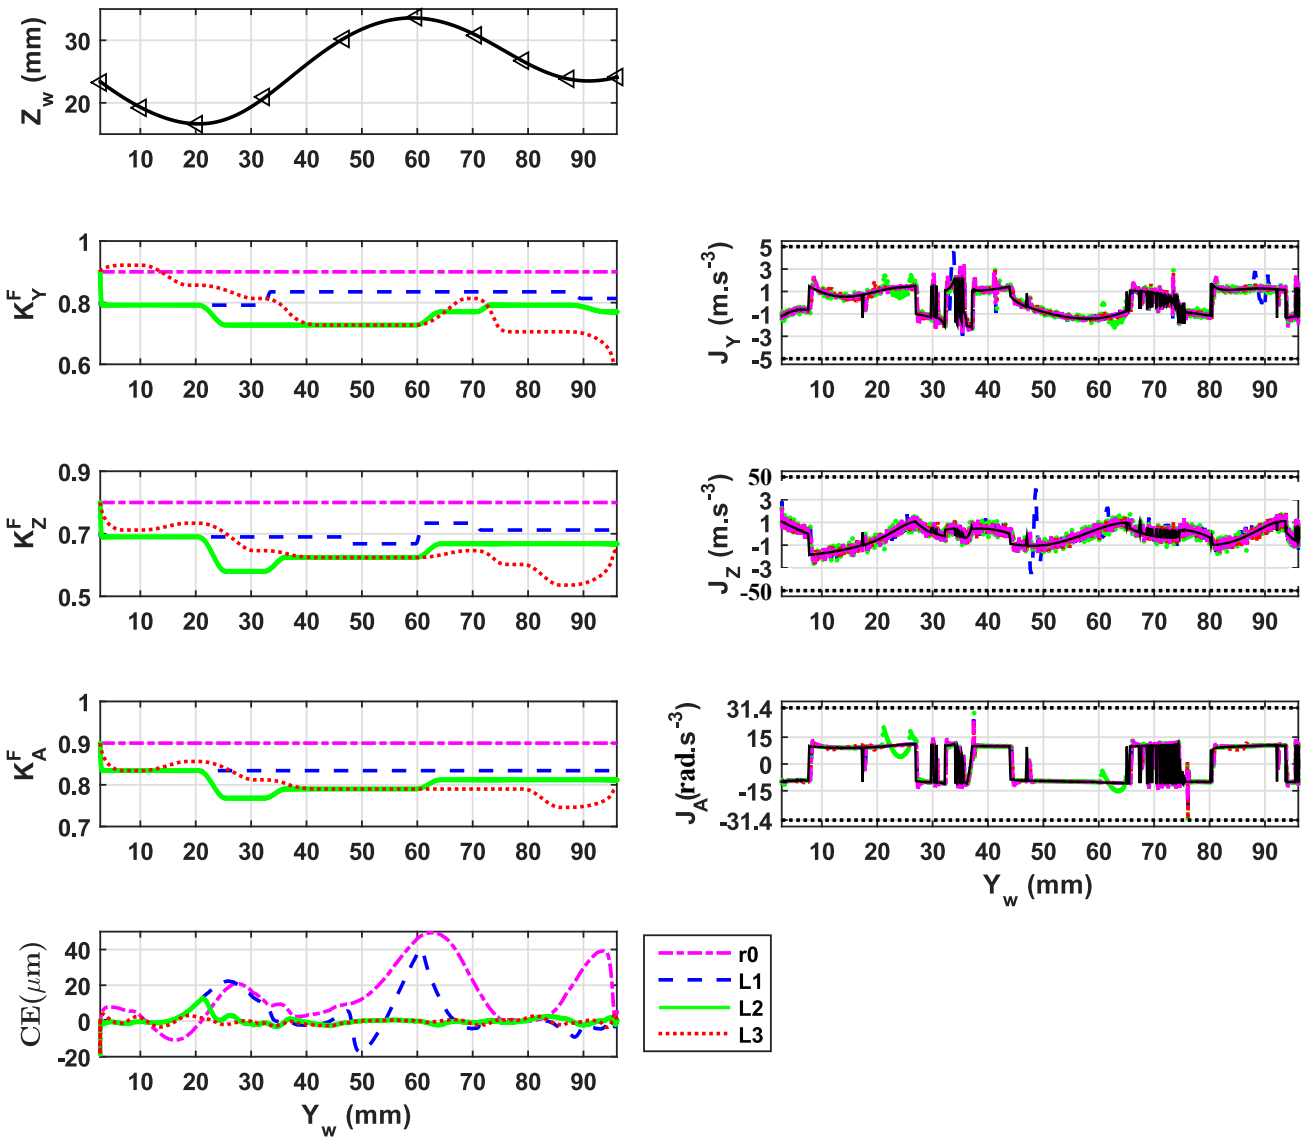 Z_w (mm)
30
20
10 20 30 40 50 60 70 80 90
K_Y^F
1
0.8
0.6
10 20 30 40 50 60 70 80 90
J_Y (m.s^-3)
5
3
1
-1
-3
-5
10 20 30 40 50 60 70 80 90
K_Z^F
0.9
0.7
0.5
10 20 30 40 50 60 70 80 90
J_Z (m.s^-3)
50
3
1
-1
-3
-50
10 20 30 40 50 60 70 80 90
K_A^F
1
0.9
0.8
0.7
10 20 30 40 50 60 70 80 90
J_A(rad.s^-3)
31.4
15
0
-15
-31.4
10 20 30 40 50 60 70 80 90
Y_w (mm)
CE(μm)
40
20
0
-20
10 20 30 40 50 60 70 80 90
Y_w (mm)
r0
L1
L2
L3